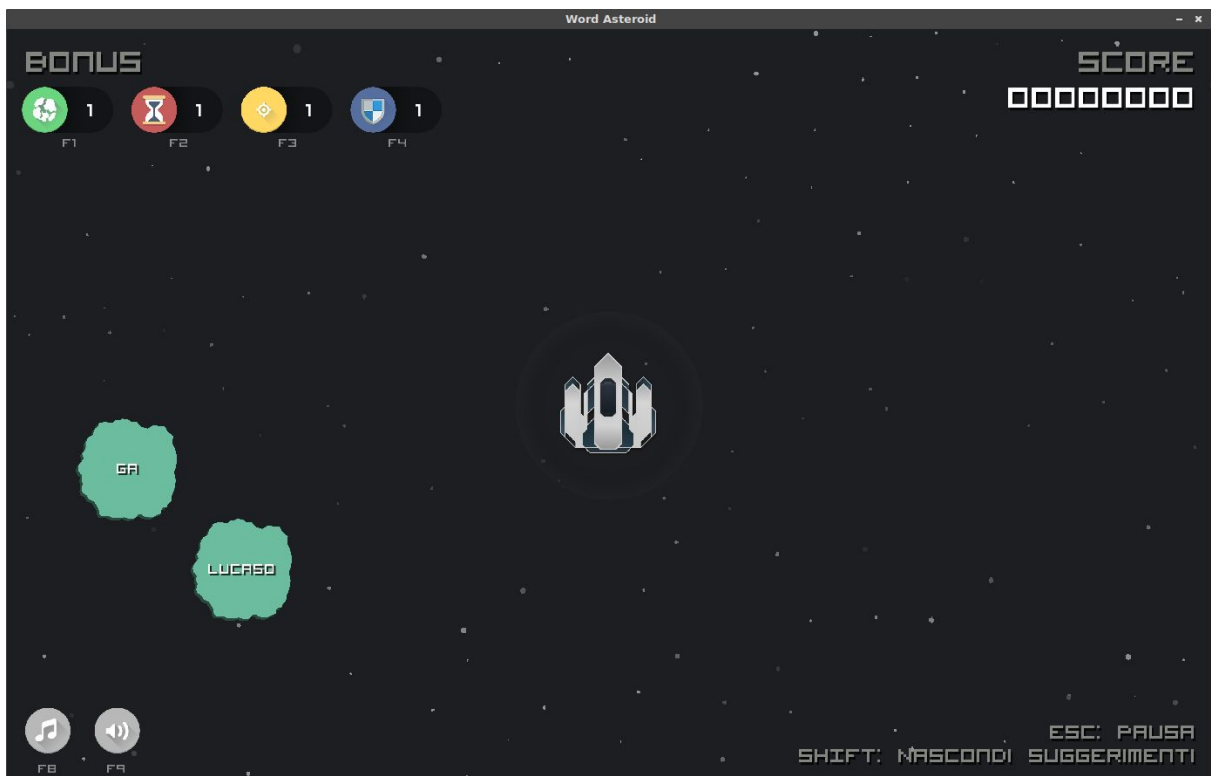 Word Asteroid
BONUS
SCORE
00000000
1 1 1 1
F1 F2 F3 F4
GA
LUCASO
ESC: PAUSA
SHIFT: NASCONDI SUGGERIMENTI
F8 F9